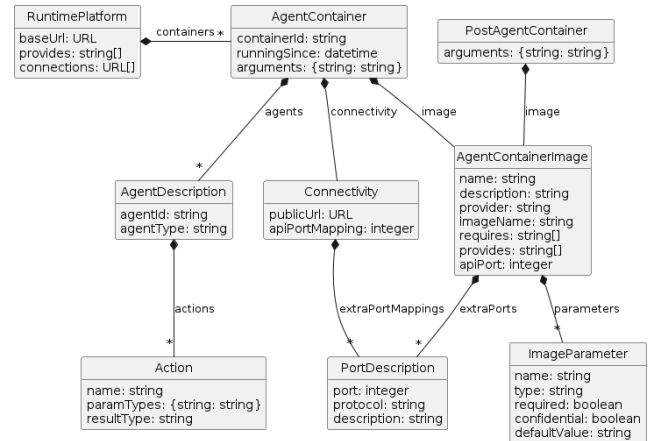 RuntimePlatform
baseUrl: URL
provides: string[]
connections: URL[]
containers
*
AgentContainer
containerId: string
runningSince: datetime
arguments: {string: string}
PostAgentContainer
arguments: {string: string}
agents
connectivity
image
image
*
AgentDescription
agentId: string
agentType: string
Connectivity
publicUrl: URL
apiPortMapping: integer
AgentContainerImage
name: string
description: string
provider: string
imageName: string
requires: string[]
provides: string[]
apiPort: integer
actions
extraPortMappings
extraPorts
parameters
*
*
*
*
Action
name: string
paramTypes: {string: string}
resultType: string
PortDescription
port: integer
protocol: string
description: string
ImageParameter
name: string
type: string
required: boolean
confidential: boolean
defaultValue: string